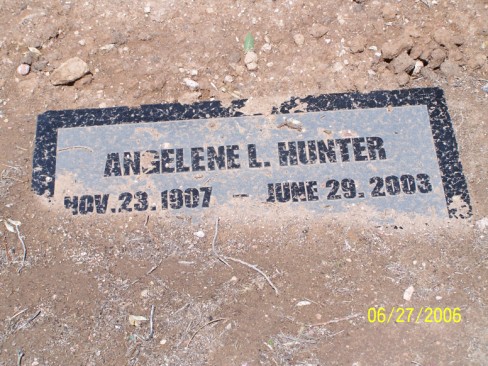 ANGELENE L. HUNTER
NOV. 23, 1907 - JUNE 29, 2003
06/27/2006